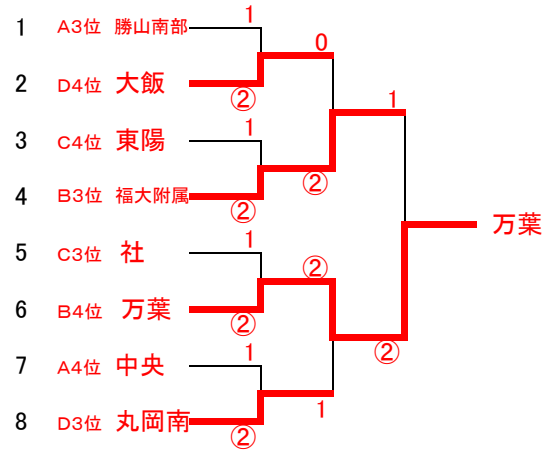 1 A3位 勝山南部 1
0
2 D4位 大飯 ②
1
3 C4位 東陽 1
②
4 B3位 福大附属 ②
万葉
5 C3位 社 1
②
6 B4位 万葉 ②
②
7 A4位 中央 1
1
8 D3位 丸岡南 ②